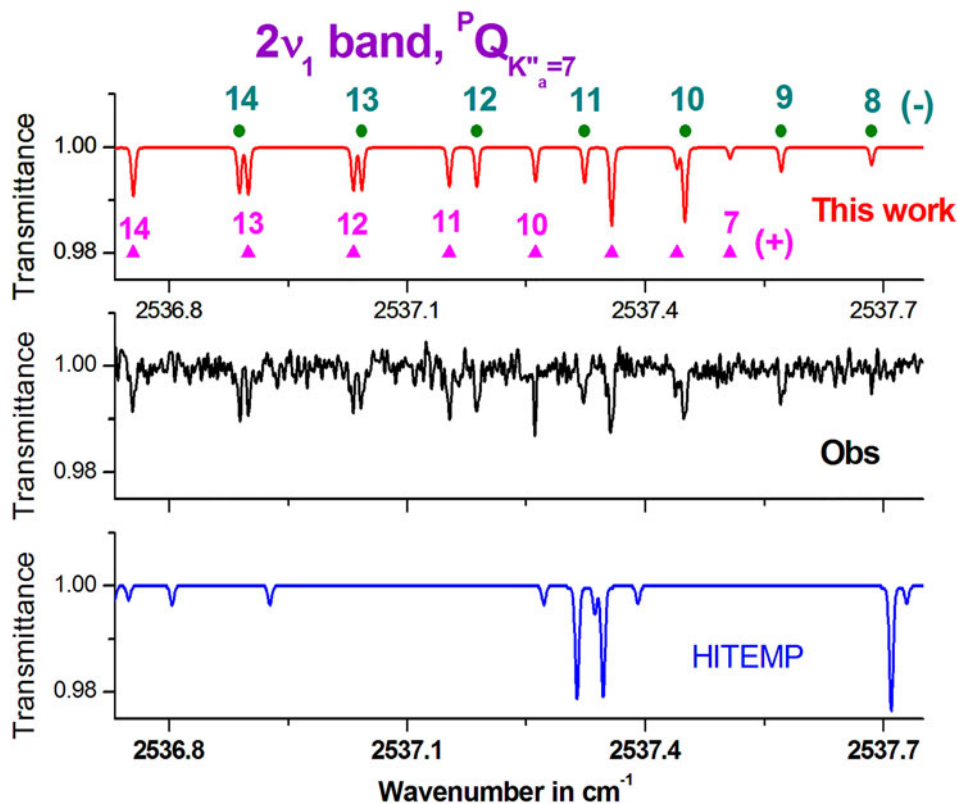 2ν₁ band, ᴾQ K"ₐ=7
14 13 12 11 10 9 8 (-)
1.00
This work
14 13 12 11 10 7 (+)
0.98
Transmittance
2536.8 2537.1 2537.4 2537.7
1.00
Obs
0.98
Transmittance
1.00
HITEMP
0.98
Transmittance
2536.8 2537.1 2537.4 2537.7
Wavenumber in cm⁻¹